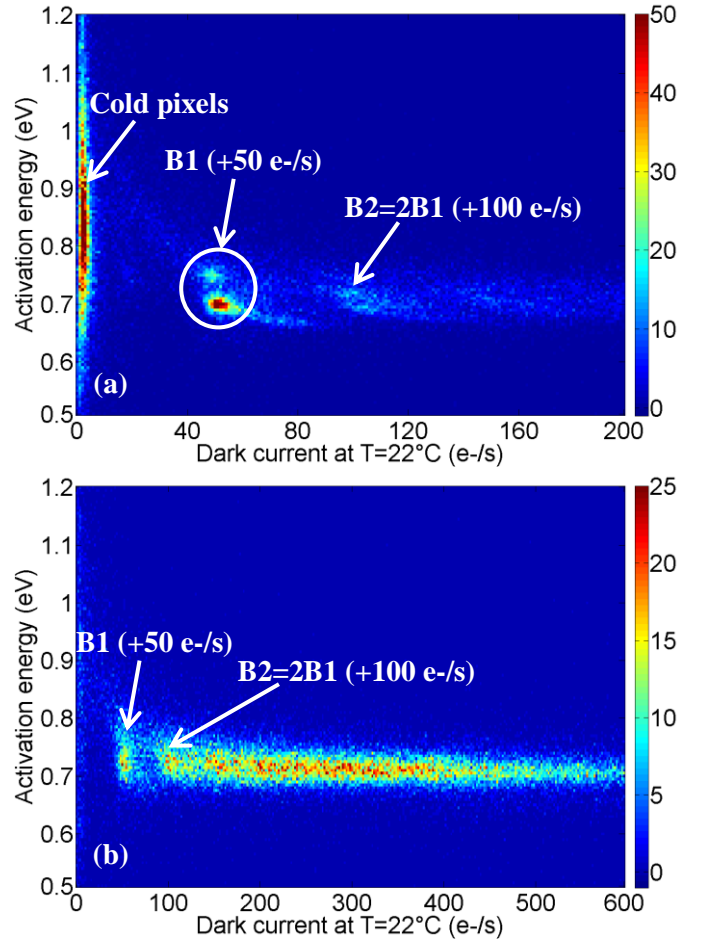 1.2
1.1
1
0.9
0.8
0.7
0.6
0.5
Activation energy (eV)
Cold pixels
B1 (+50 e-/s)
B2=2B1 (+100 e-/s)
(a)
0 40 80 120 160 200
Dark current at T=22°C (e-/s)
50
40
30
20
10
0
1.2
1.1
1
0.9
0.8
0.7
0.6
0.5
Activation energy (eV)
B1 (+50 e-/s)
B2=2B1 (+100 e-/s)
(b)
0 100 200 300 400 500 600
Dark current at T=22°C (e-/s)
25
20
15
10
5
0